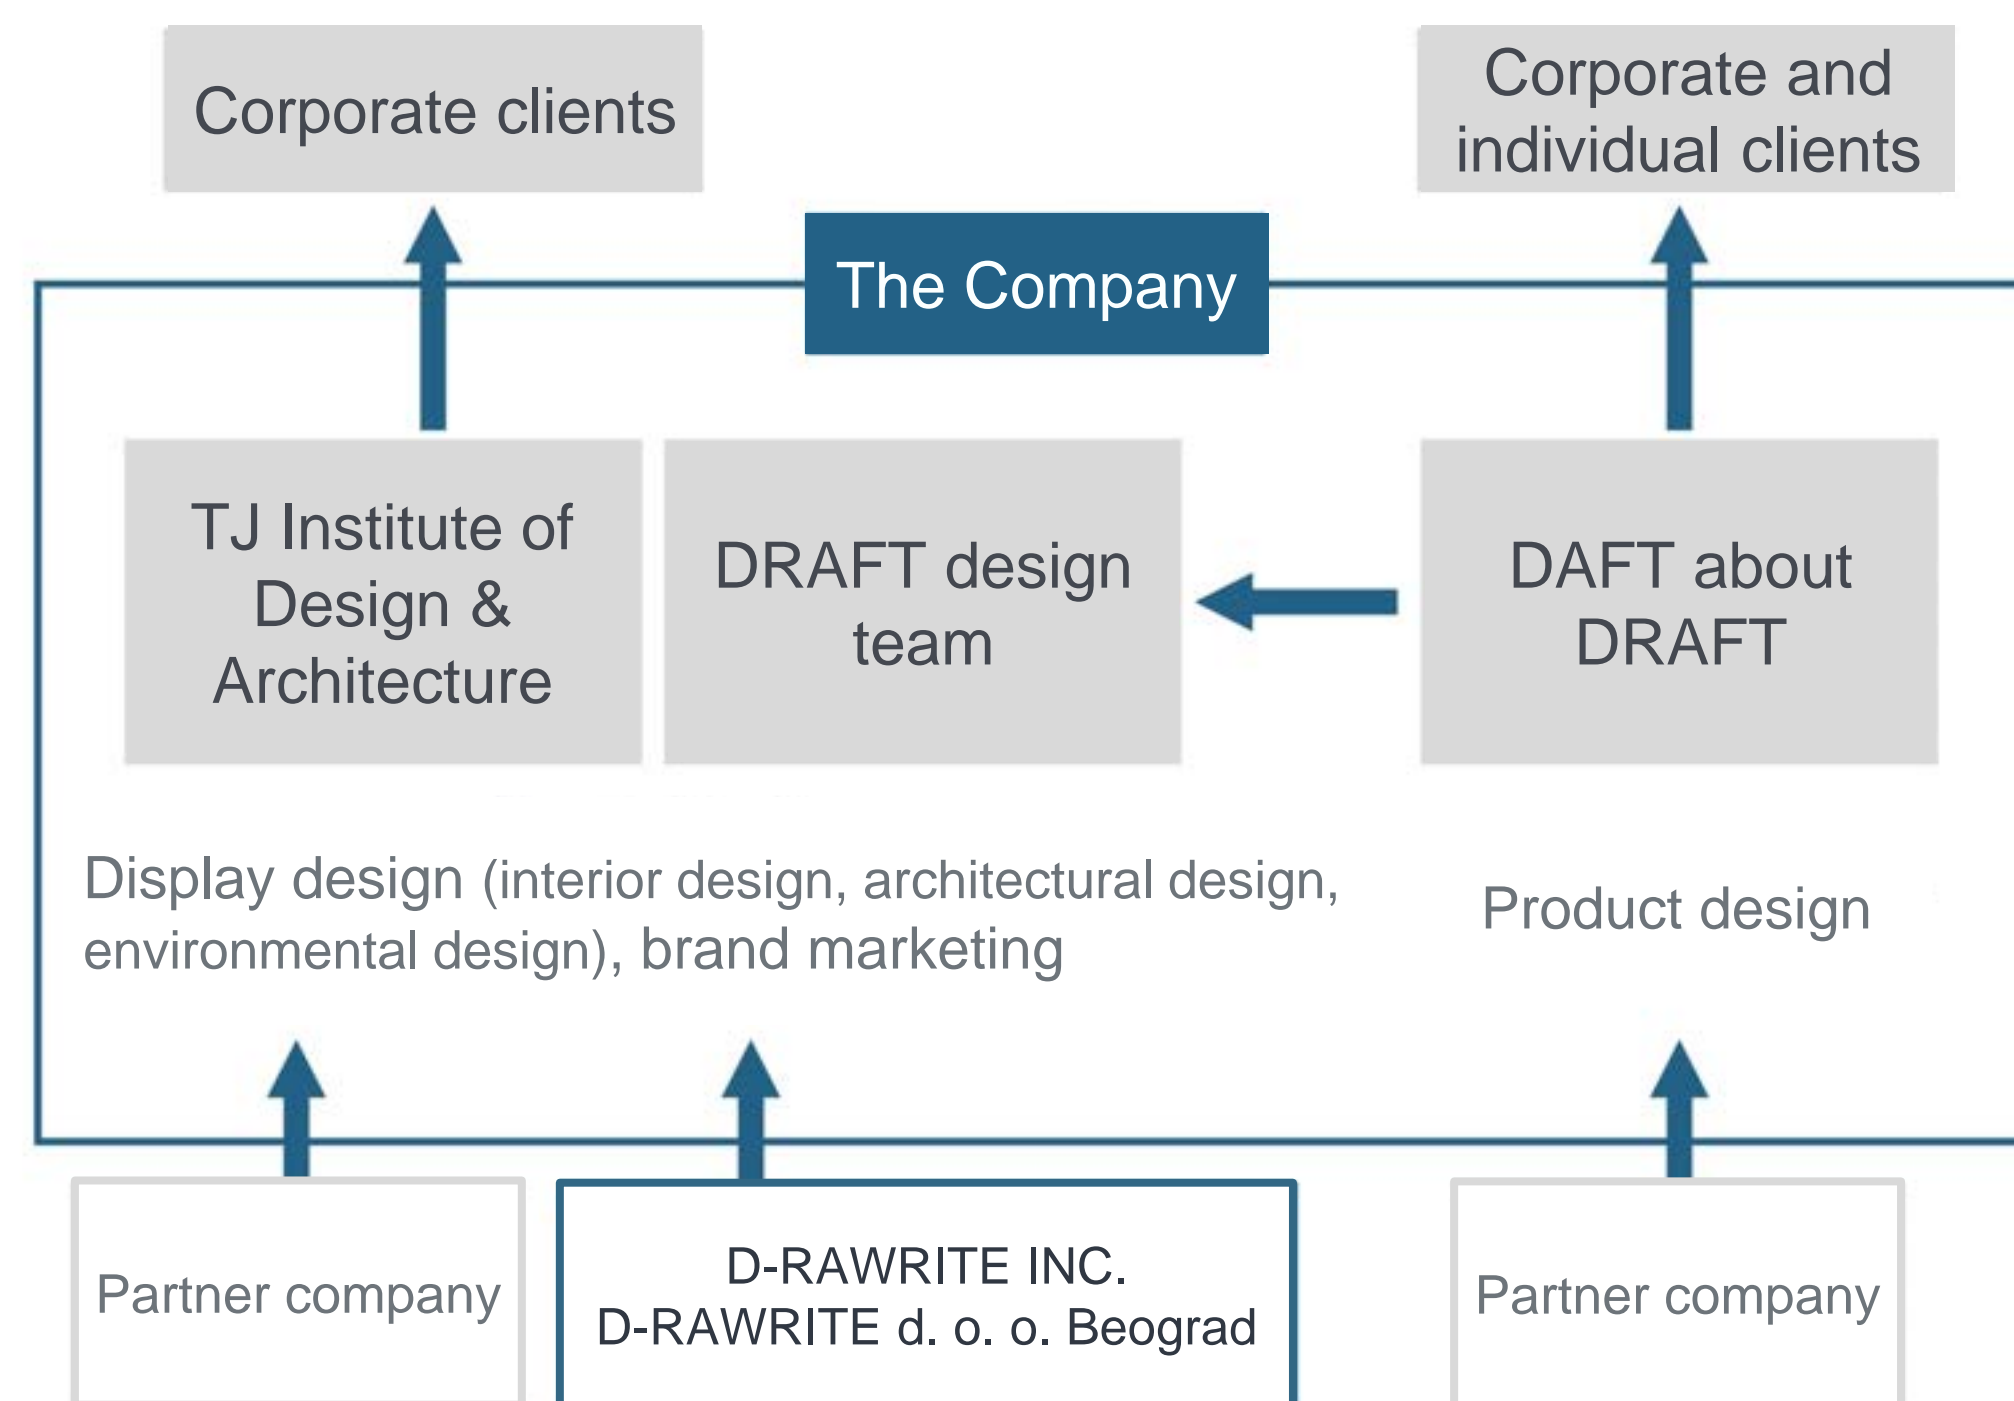 Corporate clients
Corporate and
individual clients
The Company
TJ Institute of
Design &
Architecture
DRAFT design
team
DAFT about
DRAFT
Display design (interior design, architectural design,
environmental design), brand marketing
Product design
Partner company
D-RAWRITE INC.
D-RAWRITE d. o. o. Beograd
Partner company